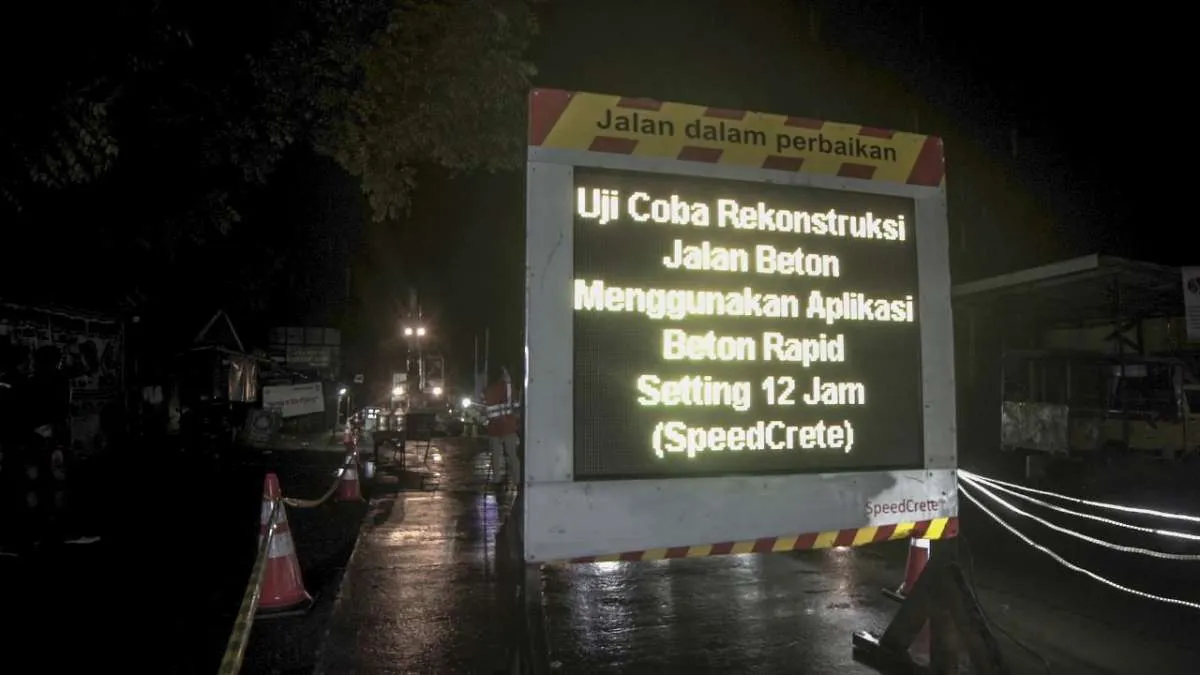 Jalan dalam perbaikan
Uji Coba Rekonstruksi
Jalan Beton
Menggunakan Aplikasi
Beton Rapid
Setting 12 Jam
(SpeedCrete)
SpeedCrete